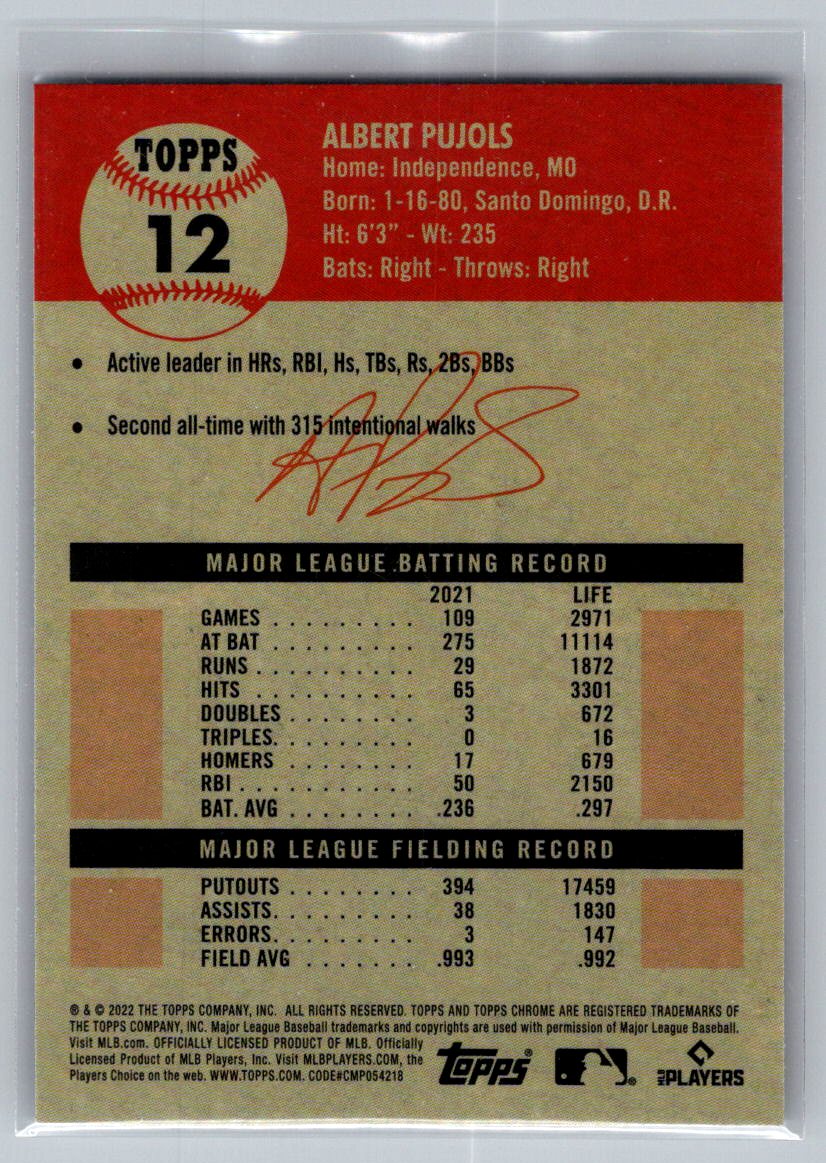 TOPPS
12
ALBERT PUJOLS
Home: Independence, MO
Born: 1-16-80, Santo Domingo, D.R.
Ht: 6'3" - Wt: 235
Bats: Right - Throws: Right
• Active leader in HRs, RBI, Hs, TBs, Rs, 2Bs, BBs
• Second all-time with 315 intentional walks
MAJOR LEAGUE BATTING RECORD
2021 LIFE
GAMES . . . . . . . . . 109 2971
AT BAT . . . . . . . . . 275 11114
RUNS . . . . . . . . . . 29 1872
HITS . . . . . . . . . . 65 3301
DOUBLES . . . . . . . . 3 672
TRIPLES. . . . . . . . . 0 16
HOMERS . . . . . . . . 17 679
RBI . . . . . . . . . . . 50 2150
BAT. AVG . . . . . . . . .236 .297
MAJOR LEAGUE FIELDING RECORD
PUTOUTS . . . . . . . . 394 17459
ASSISTS. . . . . . . . . 38 1830
ERRORS. . . . . . . . . 3 147
FIELD AVG . . . . . . . .993 .992
® & © 2022 THE TOPPS COMPANY, INC. ALL RIGHTS RESERVED. TOPPS AND TOPPS CHROME ARE REGISTERED TRADEMARKS OF
THE TOPPS COMPANY, INC. Major League Baseball trademarks and copyrights are used with permission of Major League Baseball.
Visit MLB.com. OFFICIALLY LICENSED PRODUCT OF MLB. Officially
Licensed Product of MLB Players, Inc. Visit MLBPLAYERS.COM, the
Players Choice on the web. WWW.TOPPS.COM. CODE#CMP054218
topps®
MLB PLAYERS